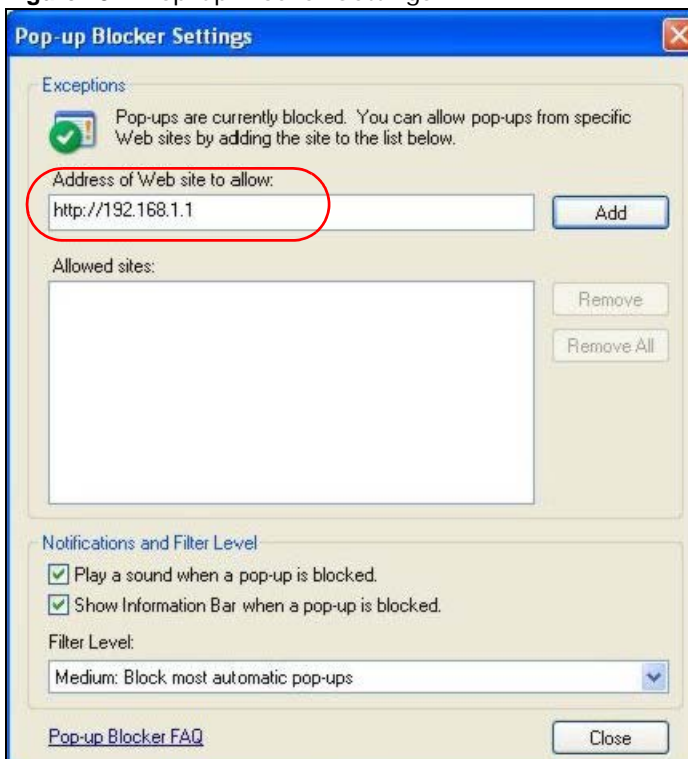 Pop-up Blocker Settings
Exceptions
Pop-ups are currently blocked. You can allow pop-ups from specific
Web sites by adding the site to the list below.
Address of Web site to allow:
http://192.168.1.1
Add
Allowed sites:
Remove
Remove All
Notifications and Filter Level
Play a sound when a pop-up is blocked.
Show Information Bar when a pop-up is blocked.
Filter Level:
Medium: Block most automatic pop-ups
Pop-up Blocker FAQ
Close